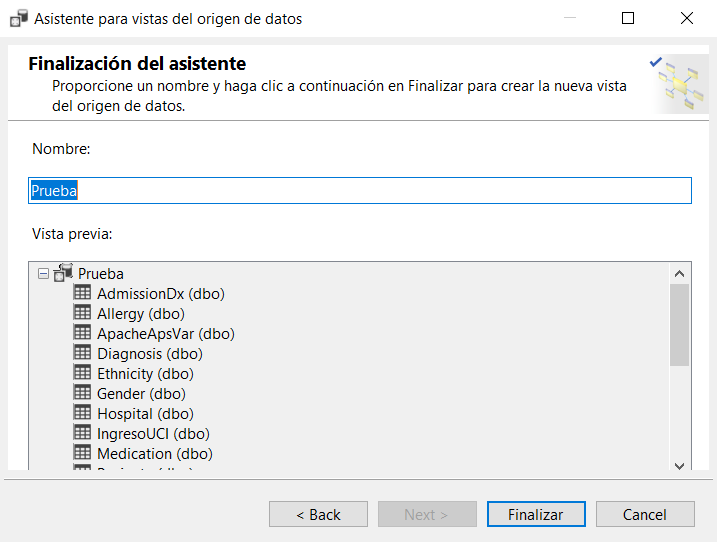 Asistente para vistas del origen de datos
Finalización del asistente
Proporcione un nombre y haga clic a continuación en Finalizar para crear la nueva vista
del origen de datos.
Nombre:
Prueba
Vista previa:
Prueba
AdmissionDx (dbo)
Allergy (dbo)
ApacheApsVar (dbo)
Diagnosis (dbo)
Ethnicity (dbo)
Gender (dbo)
Hospital (dbo)
IngresoUCI (dbo)
Medication (dbo)
< Back
Next >
Finalizar
Cancel